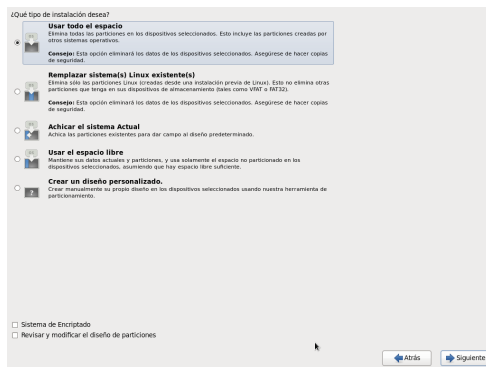 ¿Qué tipo de instalación desea?
Usar todo el espacio
Elimina todas las particiones en los dispositivos seleccionados. Esto incluye las particiones creadas por
otros sistemas operativos.
Consejo: Esta opción eliminará los datos de los dispositivos seleccionados. Asegúrese de hacer copias
de seguridad.
Remplazar sistema(s) Linux existente(s)
Elimina sólo las particiones Linux (creadas desde una instalación previa de Linux). Esto no elimina otras
particiones que tenga en sus dispositivos de almacenamiento (tales como VFAT o FAT32).
Consejo: Esta opción eliminará los datos de los dispositivos seleccionados. Asegúrese de hacer copias
de seguridad.
Achicar el sistema Actual
Achica las particiones existentes para dar campo al diseño predeterminado.
Usar el espacio libre
Mantiene sus datos actuales y particiones, y usa solamente el espacio no particionado en los
dispositivos seleccionados, asumiendo que hay espacio libre suficiente.
Crear un diseño personalizado.
Crear manualmente su propio diseño en los dispositivos seleccionados usando nuestra herramienta de
particionamiento.
Sistema de Encriptado
Revisar y modificar el diseño de particiones
Atrás
Siguiente